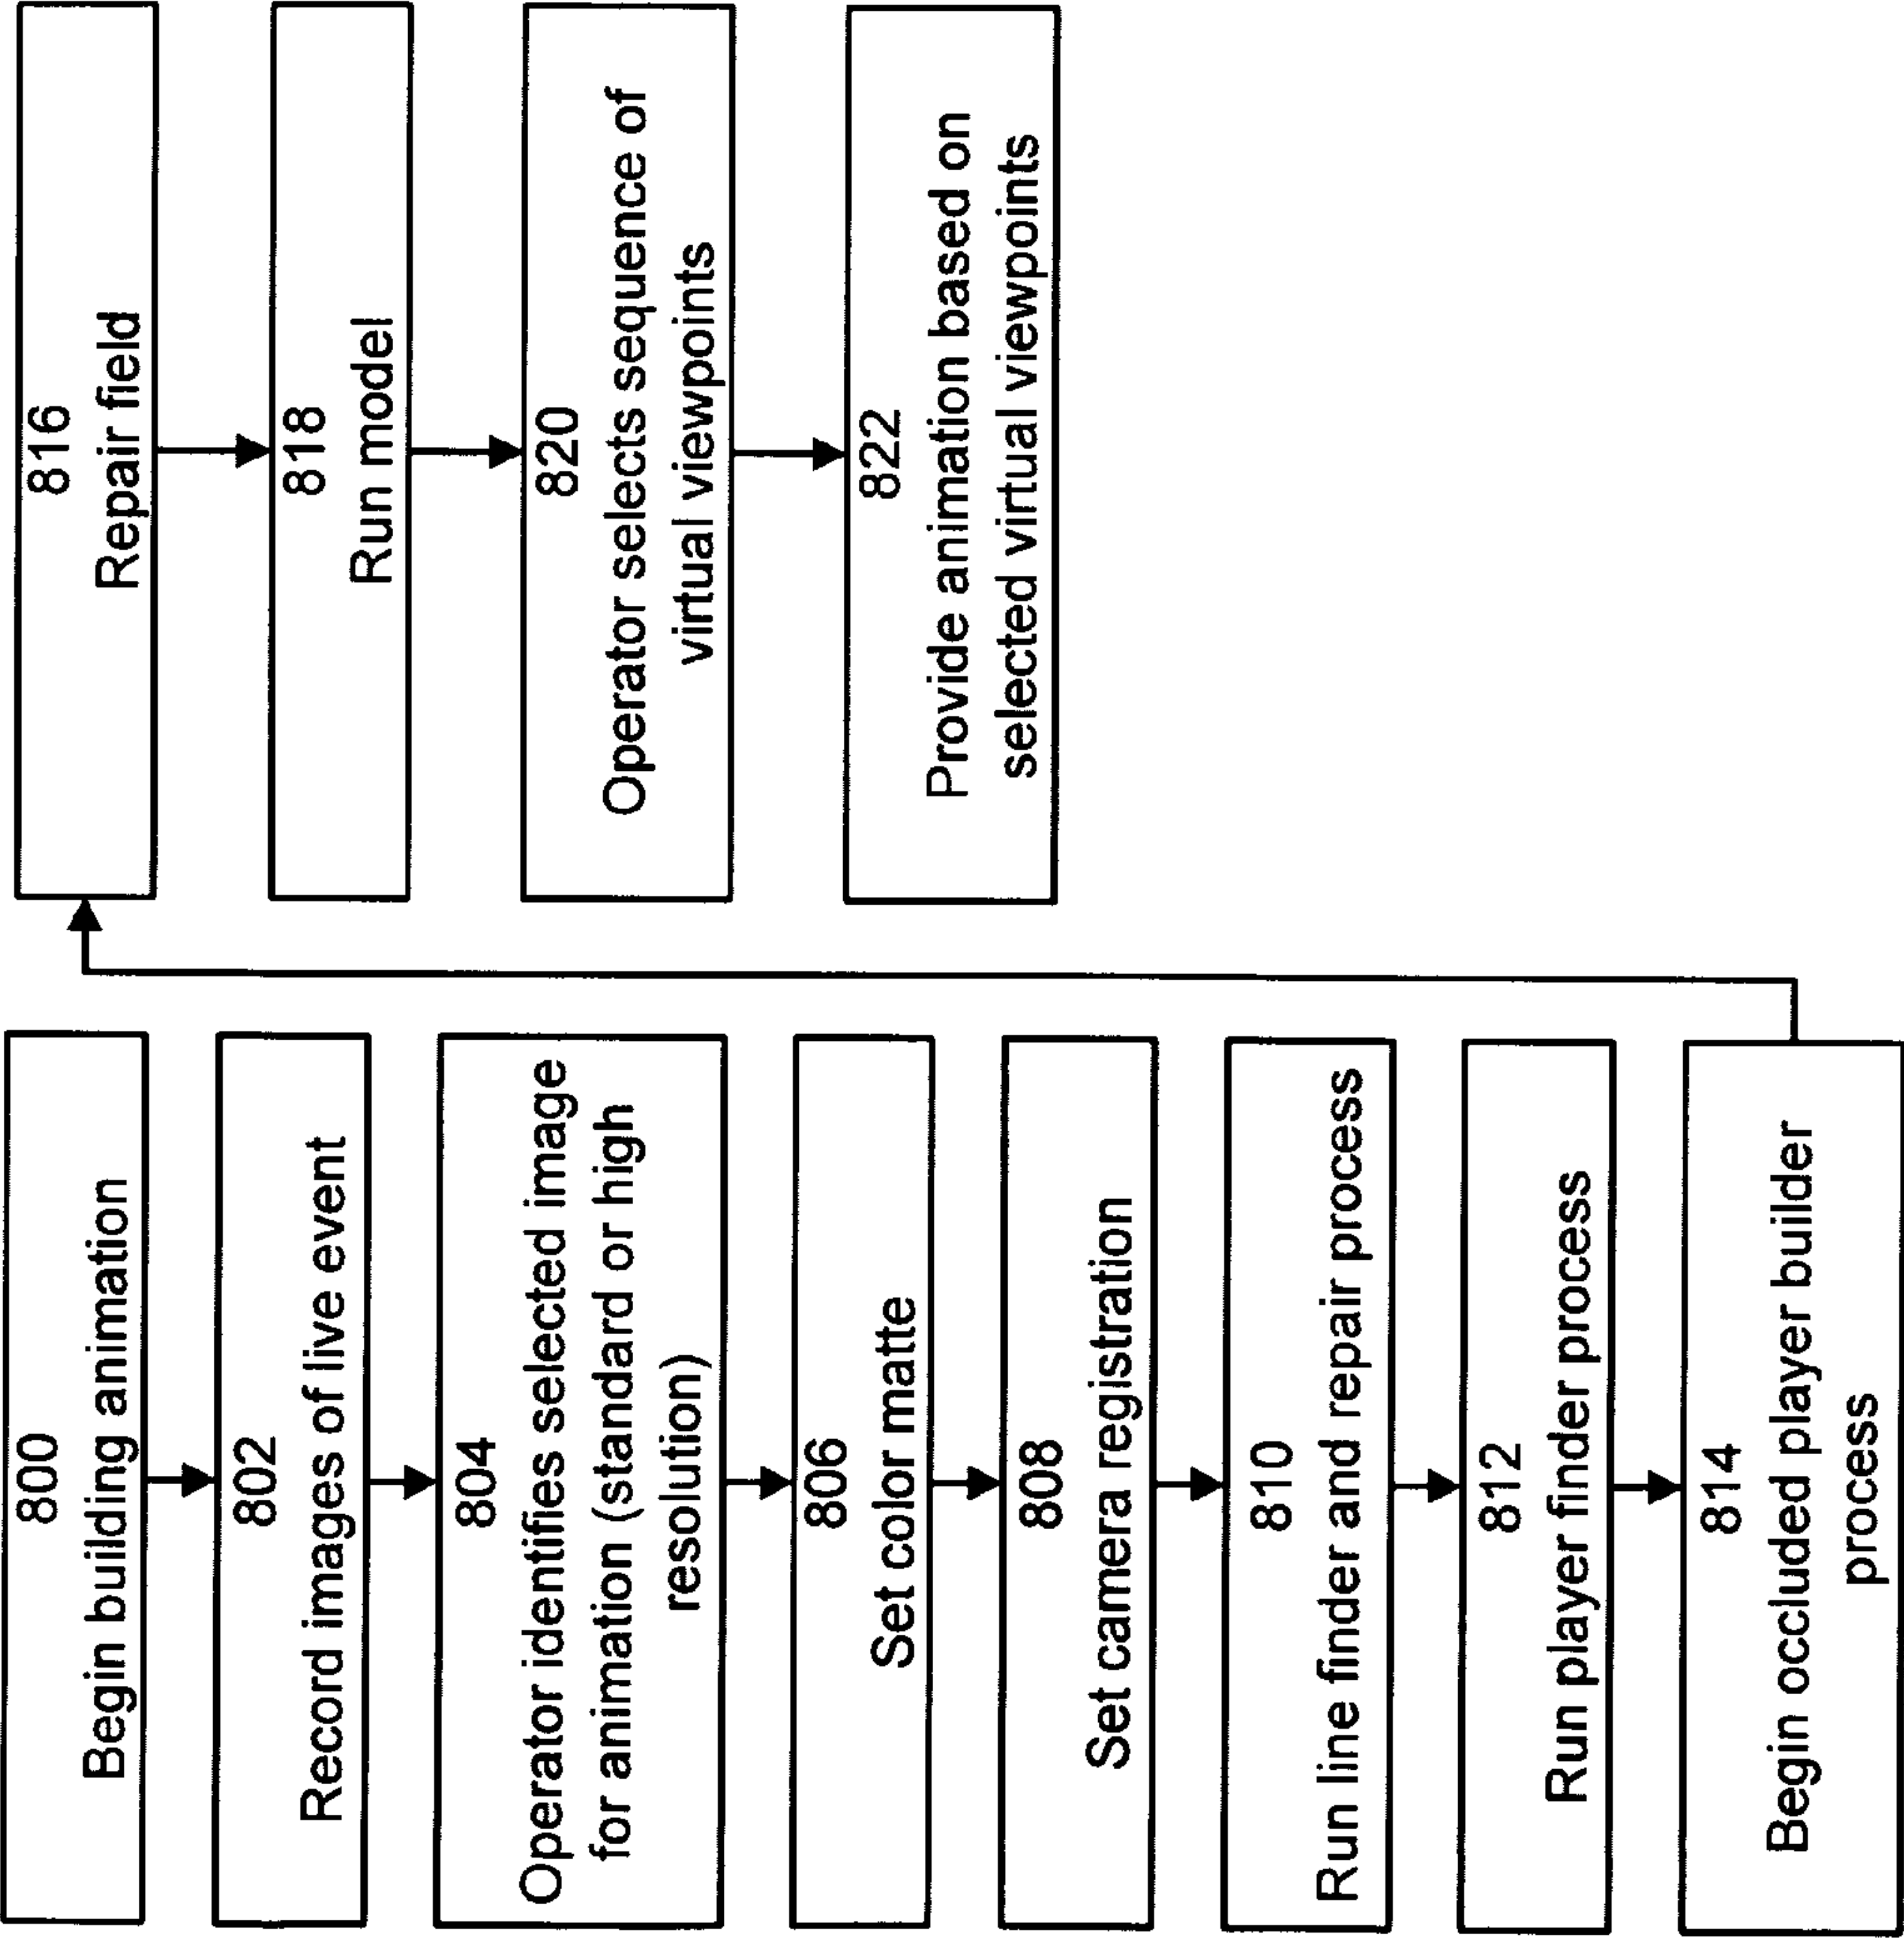 800
Begin building animation
802
Record images of live event
804
Operator identifies selected image
for animation (standard or high
resolution)
806
Set color matte
808
Set camera registration
810
Run line finder and repair process
812
Run player finder process
814
Begin occluded player builder
process
816
Repair field
818
Run model
820
Operator selects sequence of
virtual viewpoints
822
Provide animation based on
selected virtual viewpoints